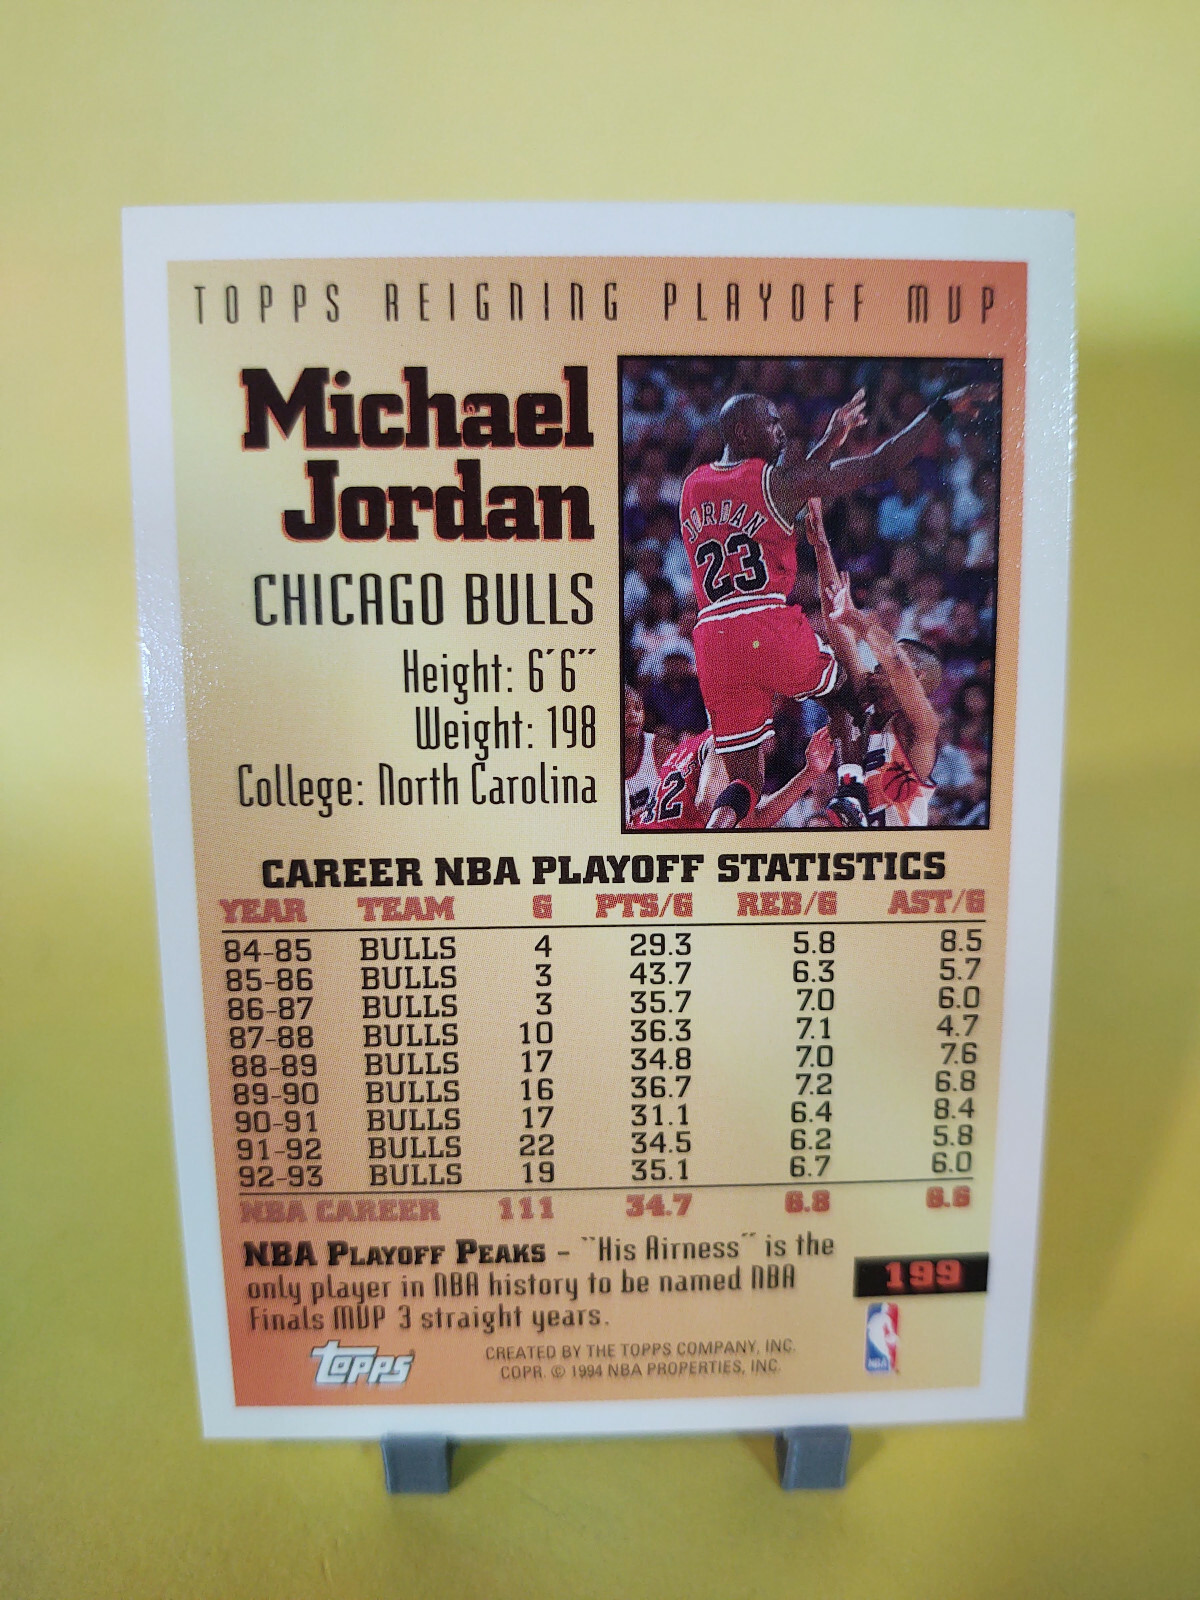 TOPPS REIGNING PLAYOFF MVP
Michael
Jordan
CHICAGO BULLS
Height: 6´6˝
Weight: 198
College: North Carolina
JORDAN
23
CAREER NBA PLAYOFF STATISTICS
YEAR TEAM G PTS/G REB/G AST/G
84-85 BULLS 4 29.3 5.8 8.5
85-86 BULLS 3 43.7 6.3 5.7
86-87 BULLS 3 35.7 7.0 6.0
87-88 BULLS 10 36.3 7.1 4.7
88-89 BULLS 17 34.8 7.0 7.6
89-90 BULLS 16 36.7 7.2 6.8
90-91 BULLS 17 31.1 6.4 8.4
91-92 BULLS 22 34.5 6.2 5.8
92-93 BULLS 19 35.1 6.7 6.0
NBA CAREER 111 34.7 6.8 6.6
NBA PLAYOFF PEAKS - "His Airness" is the
only player in NBA history to be named NBA
Finals MVP 3 straight years.
199
TOPPS
CREATED BY THE TOPPS COMPANY, INC.
COPR. © 1994 NBA PROPERTIES, INC.
NBA